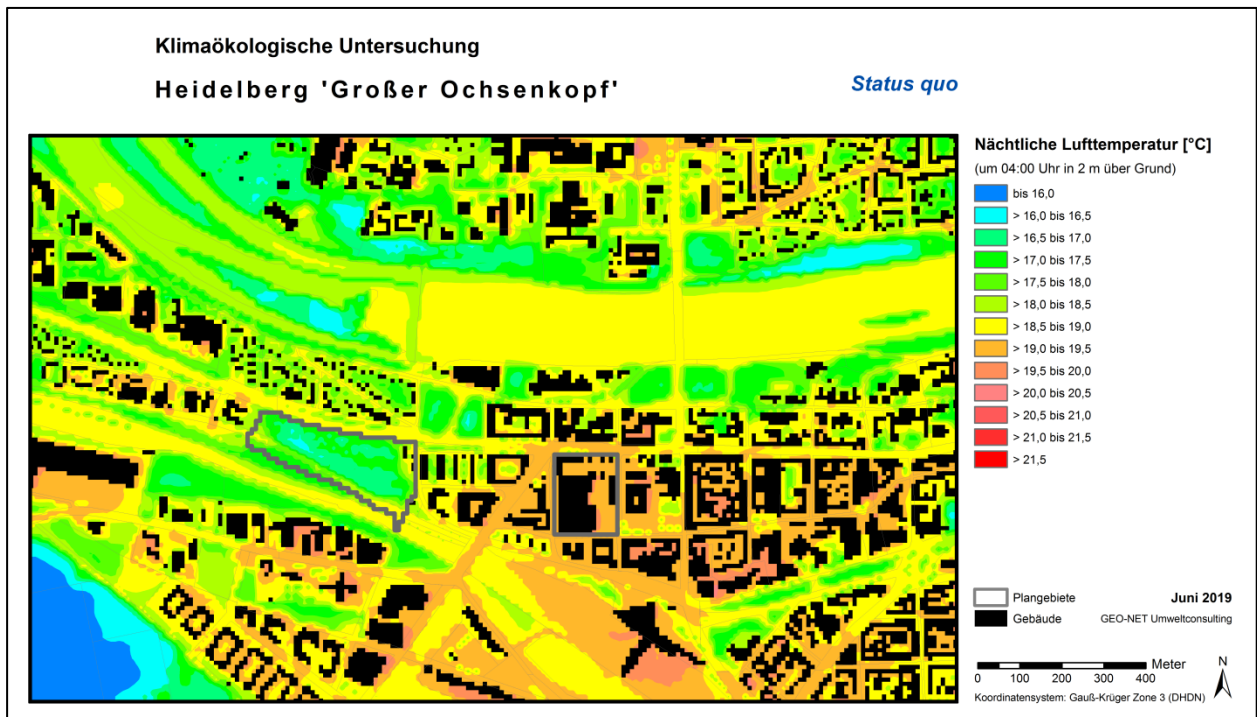 Klimaökologische Untersuchung
Heidelberg 'Großer Ochsenkopf'
Status quo
Nächtliche Lufttemperatur [°C]
(um 04:00 Uhr in 2 m über Grund)
bis 16,0
> 16,0 bis 16,5
> 16,5 bis 17,0
> 17,0 bis 17,5
> 17,5 bis 18,0
> 18,0 bis 18,5
> 18,5 bis 19,0
> 19,0 bis 19,5
> 19,5 bis 20,0
> 20,0 bis 20,5
> 20,5 bis 21,0
> 21,0 bis 21,5
> 21,5
Plangebiete
Juni 2019
Gebäude
GEO-NET Umweltconsulting
Meter
N
0 100 200 300 400
Koordinatensystem: Gauß-Krüger Zone 3 (DHDN)